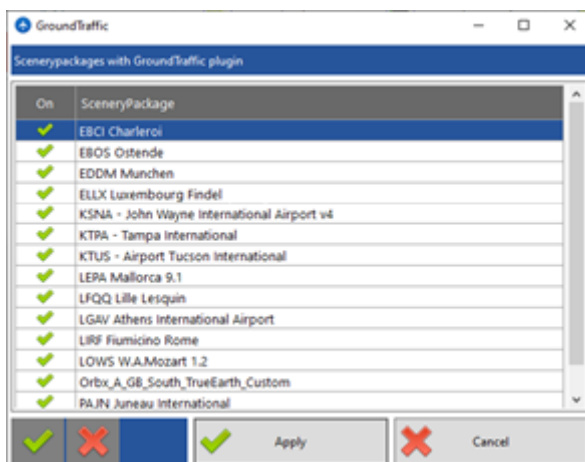 GroundTraffic
Scenerypackages with GroundTraffic plugin
On SceneryPackage
EBCI Charleroi
EBOS Ostende
EDDM Munchen
ELLX Luxembourg Findel
KSNA - John Wayne International Airport v4
KTPA - Tampa International
KTUS - Airport Tucson International
LEPA Mallorca 9.1
LFQQ Lille Lesquin
LGAV Athens International Airport
LIRF Fiumicino Rome
LOWS W.A.Mozart 1.2
Orbx_A_GB_South_TrueEarth_Custom
PAJN Juneau International
Apply Cancel